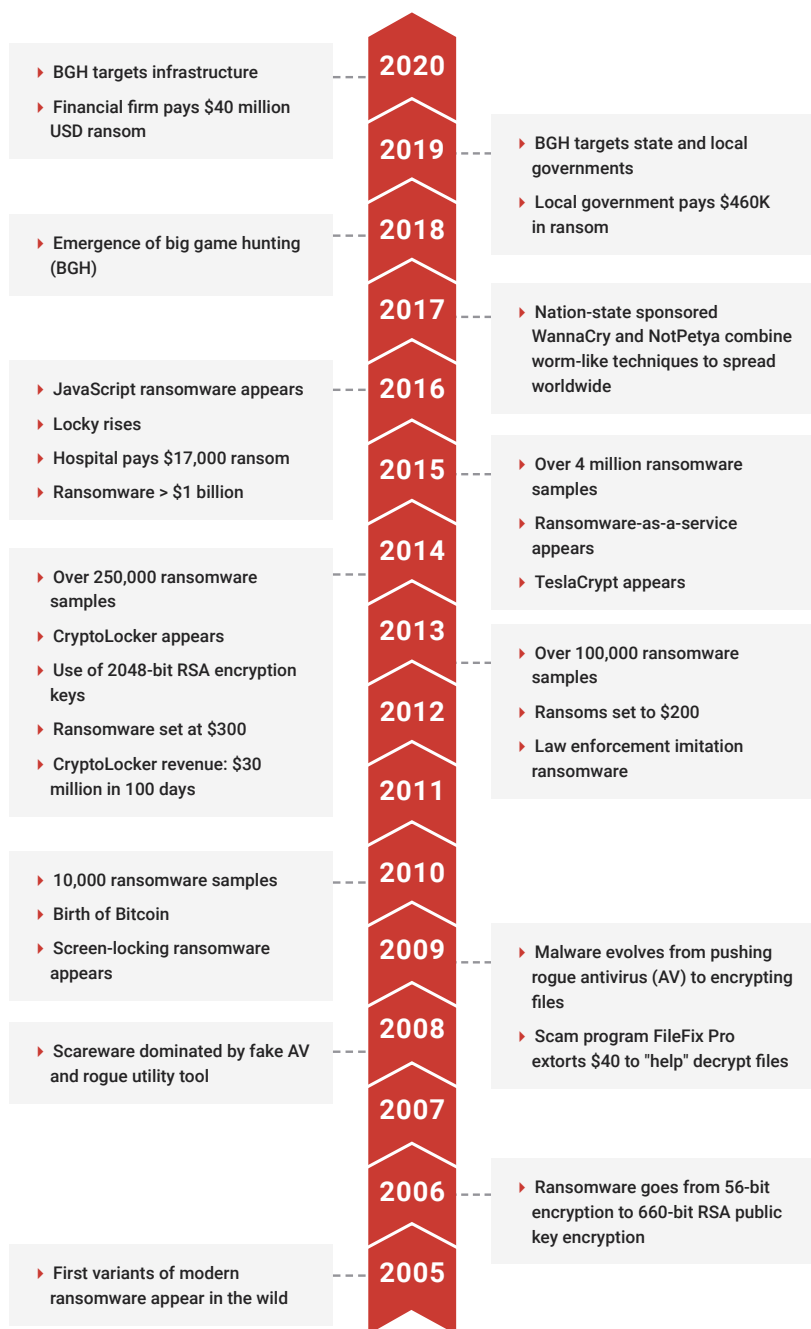 2020
BGH targets infrastructure
Financial firm pays $40 million
USD ransom
2019
BGH targets state and local
governments
Local government pays $460K
in ransom
2018
Emergence of big game hunting
(BGH)
2017
Nation-state sponsored
WannaCry and NotPetya combine
worm-like techniques to spread
worldwide
2016
JavaScript ransomware appears
Locky rises
Hospital pays $17,000 ransom
Ransomware > $1 billion
2015
Over 4 million ransomware
samples
Ransomware-as-a-service
appears
TeslaCrypt appears
2014
Over 250,000 ransomware
samples
CryptoLocker appears
Use of 2048-bit RSA encryption
keys
Ransomware set at $300
CryptoLocker revenue: $30
million in 100 days
2013
Over 100,000 ransomware
samples
Ransoms set to $200
Law enforcement imitation
ransomware
2012
2011
2010
10,000 ransomware samples
Birth of Bitcoin
Screen-locking ransomware
appears
2009
Malware evolves from pushing
rogue antivirus (AV) to encrypting
files
Scam program FileFix Pro
extorts $40 to "help" decrypt files
2008
Scareware dominated by fake AV
and rogue utility tool
2007
2006
Ransomware goes from 56-bit
encryption to 660-bit RSA public
key encryption
2005
First variants of modern
ransomware appear in the wild